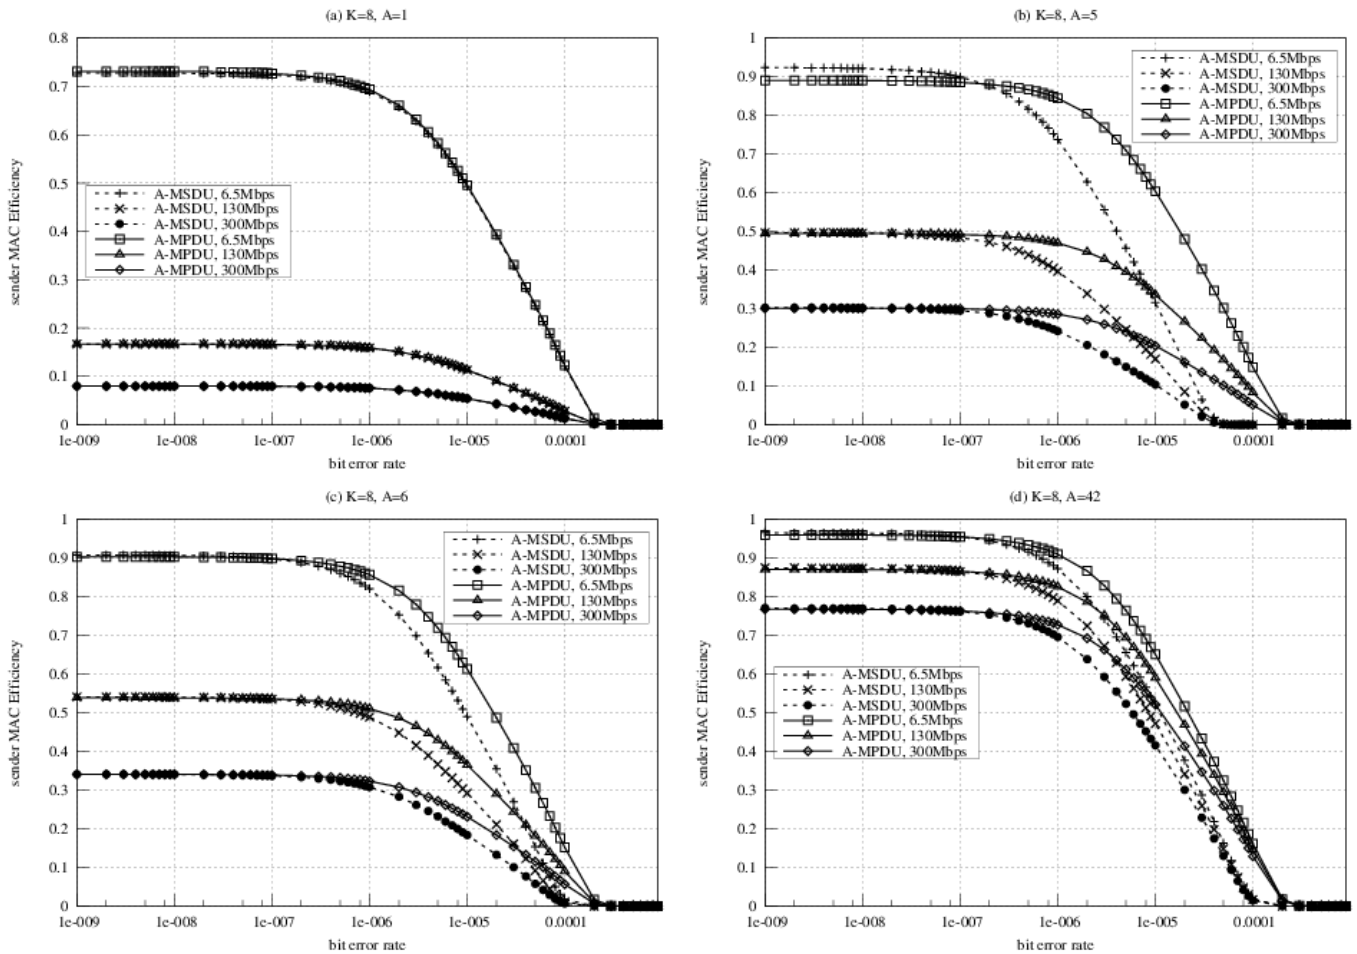 (a) K=8, A=1
0.8
0.7
0.6
0.5
0.4
0.3
0.2
0.1
0
sender MAC Efficiency
A-MSDU, 6.5Mbps
A-MSDU, 130Mbps
A-MSDU, 300Mbps
A-MPDU, 6.5Mbps
A-MPDU, 130Mbps
A-MPDU, 300Mbps
1e-009 1e-008 1e-007 1e-006 1e-005 0.0001
bit error rate
(b) K=8, A=5
1
0.9
0.8
0.7
0.6
0.5
0.4
0.3
0.2
0.1
0
sender MAC Efficiency
A-MSDU, 6.5Mbps
A-MSDU, 130Mbps
A-MSDU, 300Mbps
A-MPDU, 6.5Mbps
A-MPDU, 130Mbps
A-MPDU, 300Mbps
1e-009 1e-008 1e-007 1e-006 1e-005 0.0001
bit error rate
(c) K=8, A=6
1
0.9
0.8
0.7
0.6
0.5
0.4
0.3
0.2
0.1
0
sender MAC Efficiency
A-MSDU, 6.5Mbps
A-MSDU, 130Mbps
A-MSDU, 300Mbps
A-MPDU, 6.5Mbps
A-MPDU, 130Mbps
A-MPDU, 300Mbps
1e-009 1e-008 1e-007 1e-006 1e-005 0.0001
bit error rate
(d) K=8, A=42
1
0.9
0.8
0.7
0.6
0.5
0.4
0.3
0.2
0.1
0
sender MAC Efficiency
A-MSDU, 6.5Mbps
A-MSDU, 130Mbps
A-MSDU, 300Mbps
A-MPDU, 6.5Mbps
A-MPDU, 130Mbps
A-MPDU, 300Mbps
1e-009 1e-008 1e-007 1e-006 1e-005 0.0001
bit error rate